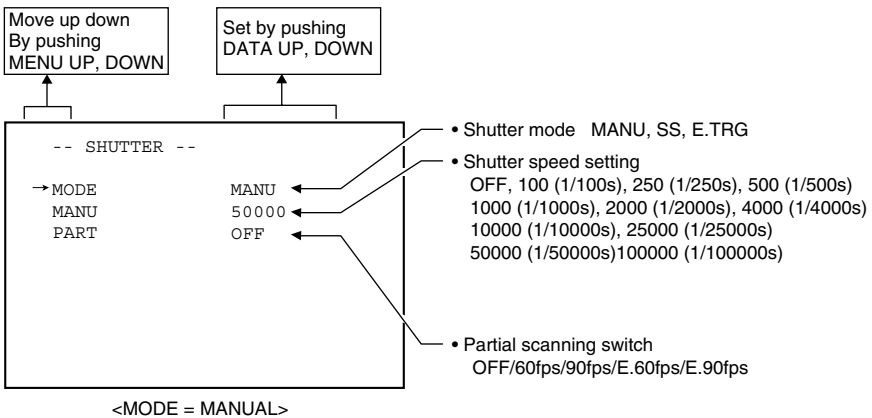 Move up down
By pushing
MENU UP, DOWN
Set by pushing
DATA UP, DOWN
-- SHUTTER --
→MODE MANU
MANU 50000
PART OFF
• Shutter mode MANU, SS, E.TRG
• Shutter speed setting
OFF, 100 (1/100s), 250 (1/250s), 500 (1/500s)
1000 (1/1000s), 2000 (1/2000s), 4000 (1/4000s)
10000 (1/10000s), 25000 (1/25000s)
50000 (1/50000s)100000 (1/100000s)
• Partial scanning switch
OFF/60fps/90fps/E.60fps/E.90fps
<MODE = MANUAL>